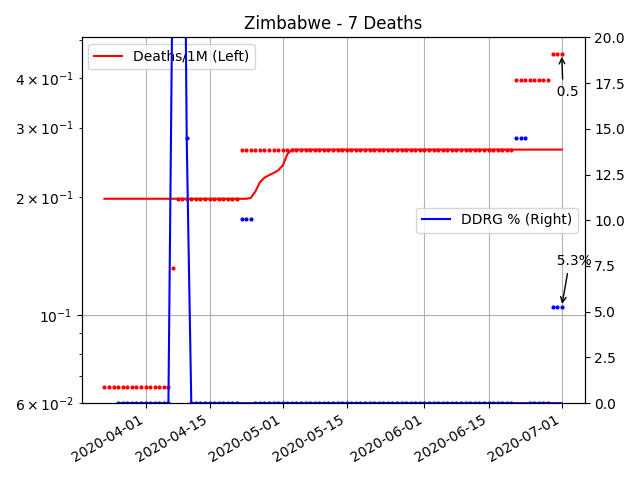 Zimbabwe - 7 Deaths
Deaths/1M (Left)
DDRG % (Right)
0.5
5.3%
4 × 10⁻¹
3 × 10⁻¹
2 × 10⁻¹
10⁻¹
6 × 10⁻²
20.0
17.5
15.0
12.5
10.0
7.5
5.0
2.5
0.0
2020-04-01
2020-04-15
2020-05-01
2020-05-15
2020-06-01
2020-06-15
2020-07-01